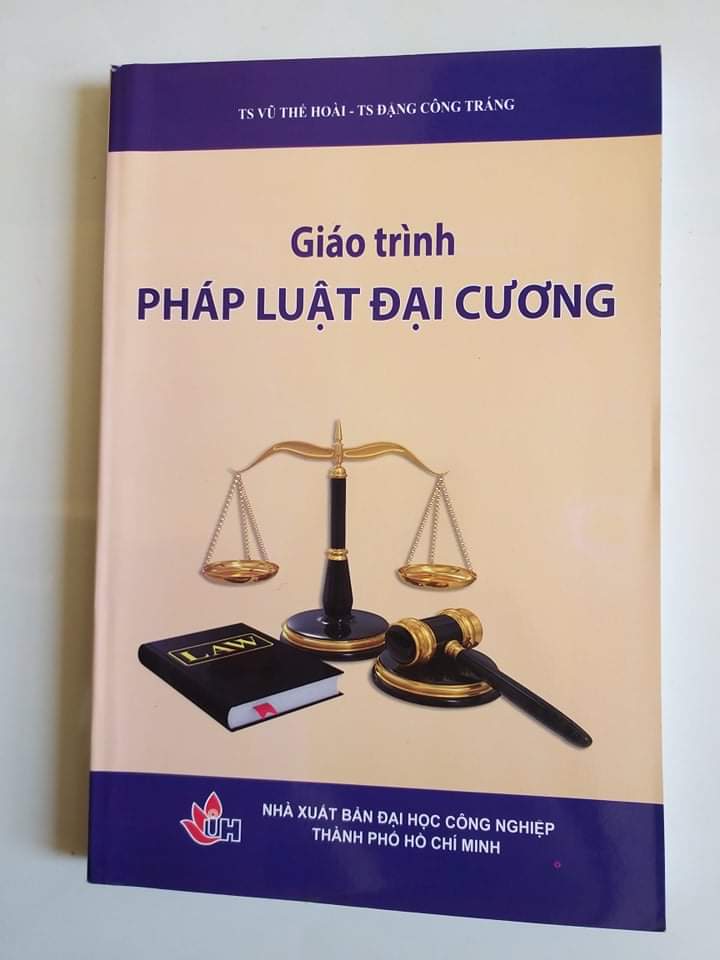 TS VŨ THẾ HOÀI - TS ĐẶNG CÔNG TRÁNG
Giáo trình
PHÁP LUẬT ĐẠI CƯƠNG
LAW
IUH
NHÀ XUẤT BẢN ĐẠI HỌC CÔNG NGHIỆP
THÀNH PHỐ HỒ CHÍ MINH